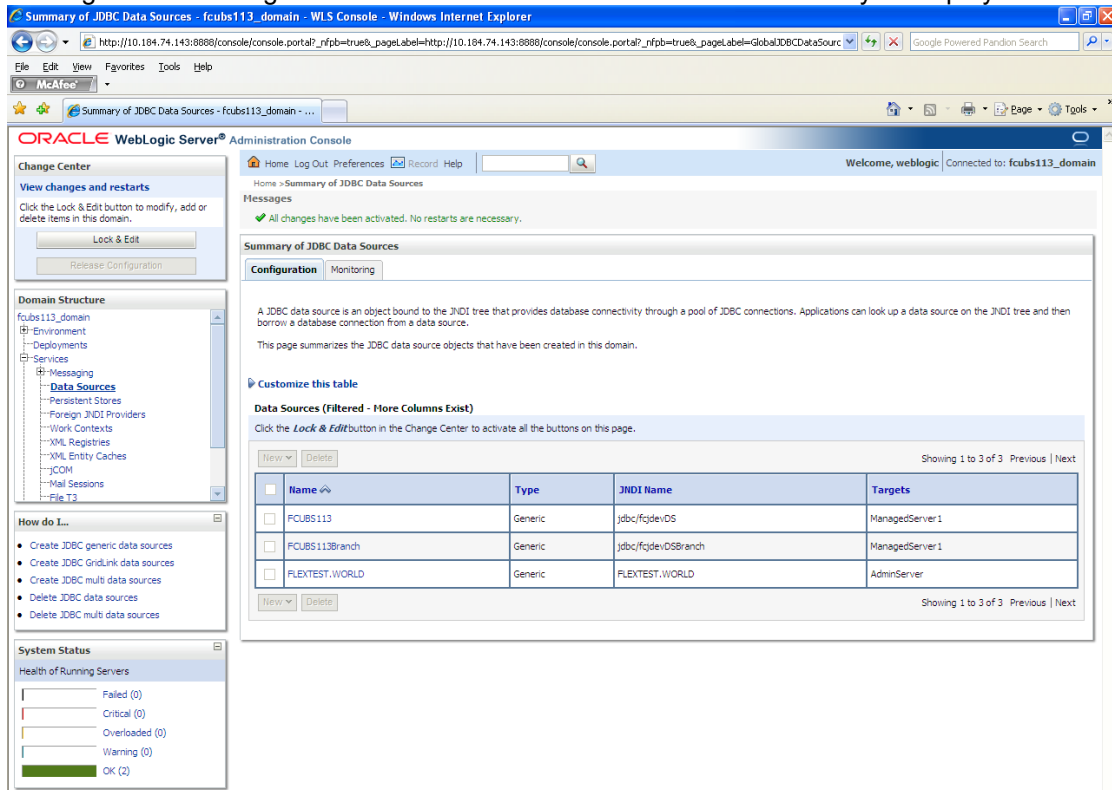 Summary of JDBC Data Sources - fcubs113_domain - WLS Console - Windows Internet Explorer
http://10.184.74.143:8888/console/console.portal?_nfpb=true&_pageLabel=http://10.184.74.143:8888/console/console.portal?_nfpb=true&_pageLabel=GlobalJDBCDataSourc
Google Powered Pandion Search
File Edit View Favorites Tools Help
McAfee
Summary of JDBC Data Sources - fcubs113_domain - ...
Page Tools
ORACLE WebLogic Server® Administration Console
Change Center
View changes and restarts
Click the Lock & Edit button to modify, add or
delete items in this domain.
Lock & Edit
Release Configuration
Domain Structure
fcubs113_domain
Environment
Deployments
Services
Messaging
Data Sources
Persistent Stores
Foreign JNDI Providers
Work Contexts
XML Registries
XML Entity Caches
jCOM
Mail Sessions
File T3
How do I...
Create JDBC generic data sources
Create JDBC GridLink data sources
Create JDBC multi data sources
Delete JDBC data sources
Delete JDBC multi data sources
System Status
Health of Running Servers
Failed (0)
Critical (0)
Overloaded (0)
Warning (0)
OK (2)
Home Log Out Preferences Record Help
Welcome, weblogic Connected to: fcubs113_domain
Home >Summary of JDBC Data Sources
Messages
All changes have been activated. No restarts are necessary.
Summary of JDBC Data Sources
Configuration Monitoring
A JDBC data source is an object bound to the JNDI tree that provides database connectivity through a pool of JDBC connections. Applications can look up a data source on the JNDI tree and then
borrow a database connection from a data source.
This page summarizes the JDBC data source objects that have been created in this domain.
Customize this table
Data Sources (Filtered - More Columns Exist)
Click the Lock & Edit button in the Change Center to activate all the buttons on this page.
New Delete Showing 1 to 3 of 3 Previous | Next
Name Type JNDI Name Targets
FCUBS113 Generic jdbc/fcjdevDS ManagedServer1
FCUBS113Branch Generic jdbc/fcjdevDSBranch ManagedServer1
FLEXTEST.WORLD Generic FLEXTEST.WORLD AdminServer
New Delete Showing 1 to 3 of 3 Previous | Next